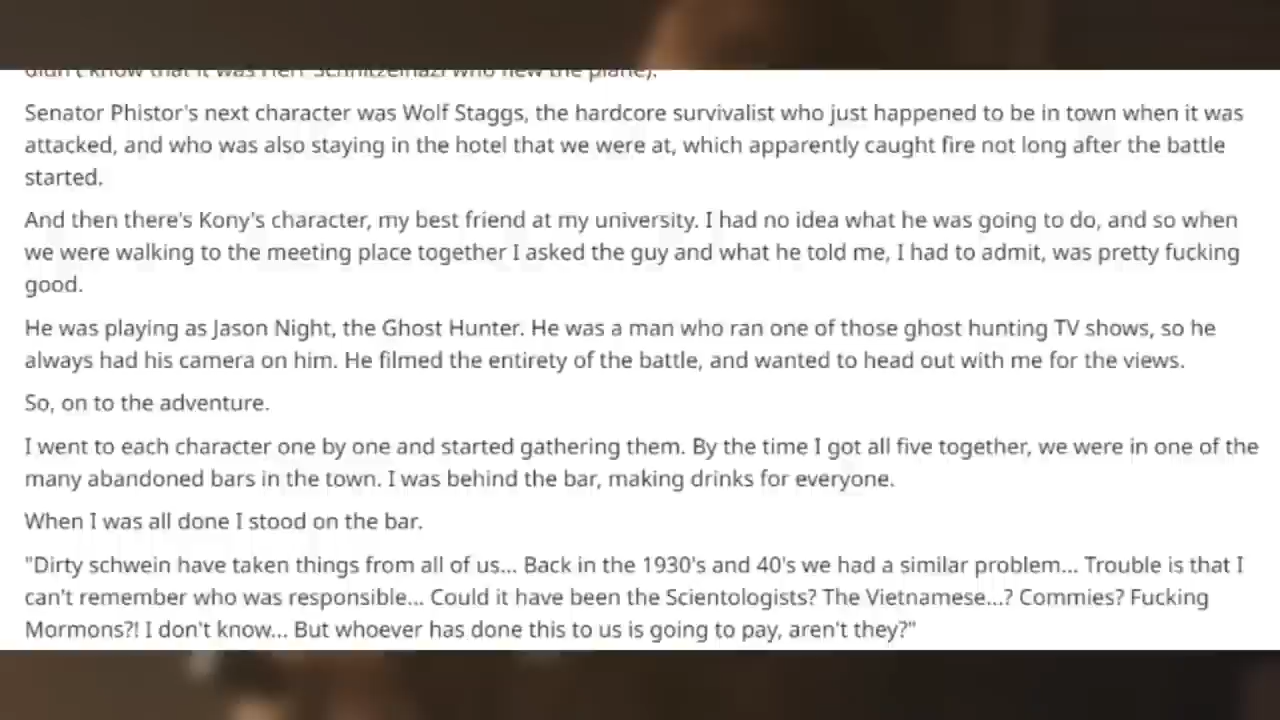 didn't know that it was Herr Schnitzelnazi who flew the plane).
Senator Phistor's next character was Wolf Staggs, the hardcore survivalist who just happened to be in town when it was
attacked, and who was also staying in the hotel that we were at, which apparently caught fire not long after the battle
started.
And then there's Kony's character, my best friend at my university. I had no idea what he was going to do, and so when
we were walking to the meeting place together I asked the guy and what he told me, I had to admit, was pretty fucking
good.
He was playing as Jason Night, the Ghost Hunter. He was a man who ran one of those ghost hunting TV shows, so he
always had his camera on him. He filmed the entirety of the battle, and wanted to head out with me for the views.
So, on to the adventure.
I went to each character one by one and started gathering them. By the time I got all five together, we were in one of the
many abandoned bars in the town. I was behind the bar, making drinks for everyone.
When I was all done I stood on the bar.
"Dirty schwein have taken things from all of us... Back in the 1930's and 40's we had a similar problem... Trouble is that I
can't remember who was responsible... Could it have been the Scientologists? The Vietnamese...? Commies? Fucking
Mormons?! I don't know... But whoever has done this to us is going to pay, aren't they?"